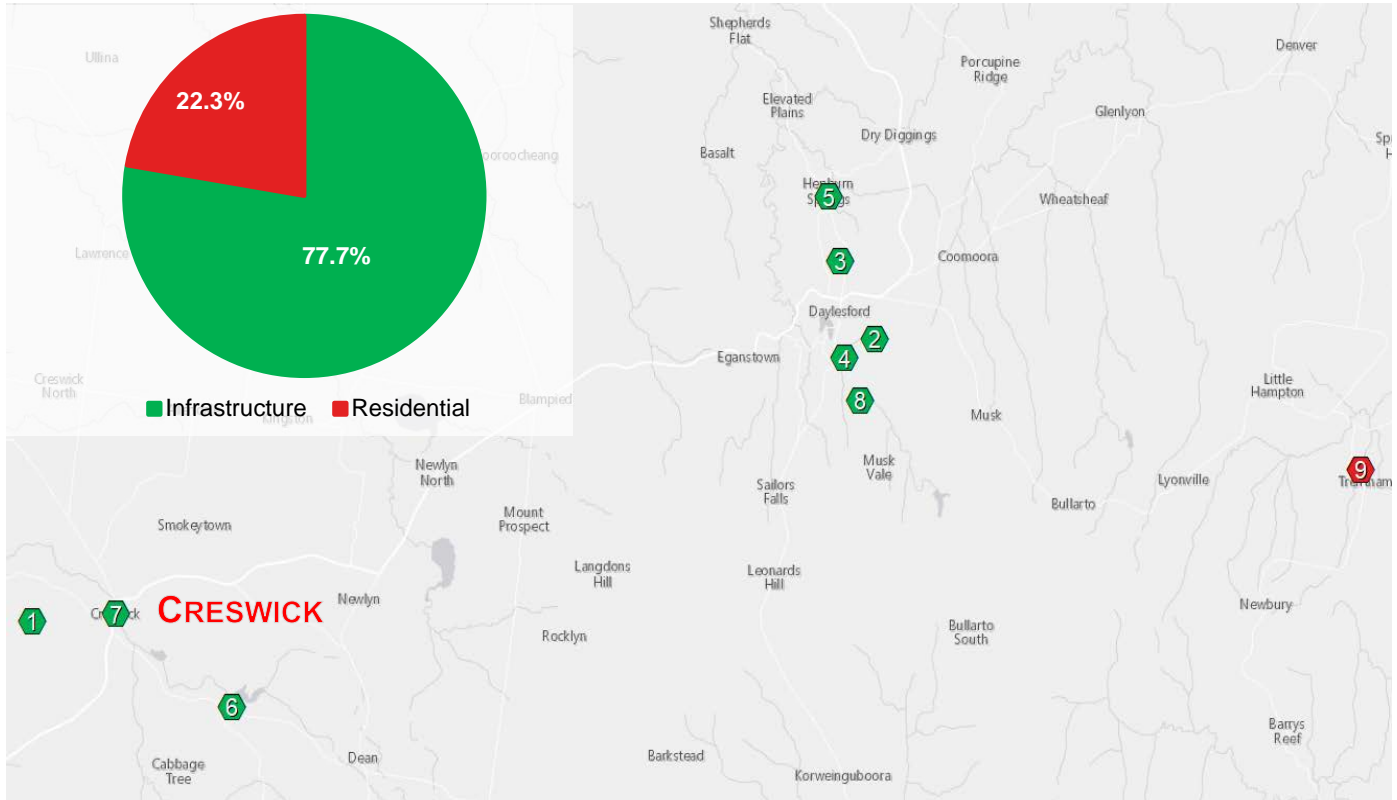 Shepherds
Flat
Denver
Ullina
Porcupine
Ridge
22.3%
Elevated
Plains
Glenlyon
Dry Diggings
Basalt
Hepburn
Springs
5
Wheatsheaf
Lawrence
77.7%
3
Coomoora
Daylesford
2
Eganstown
4
Creswick
North
Little
Hampton
Blampied
8
Infrastructure
Residential
Musk
Musk
Vale
Newlyn
North
9
Lyonville
Sailors
Falls
Bullarto
Mount
Prospect
Smokeytown
Langdons
Hill
Leonards
Hill
1
7
CRESWICK
Newlyn
Newbury
Rocklyn
Bullarto
South
6
Barrys
Reef
Dean
Barkstead
Cabbage
Tree
Korweinguboora